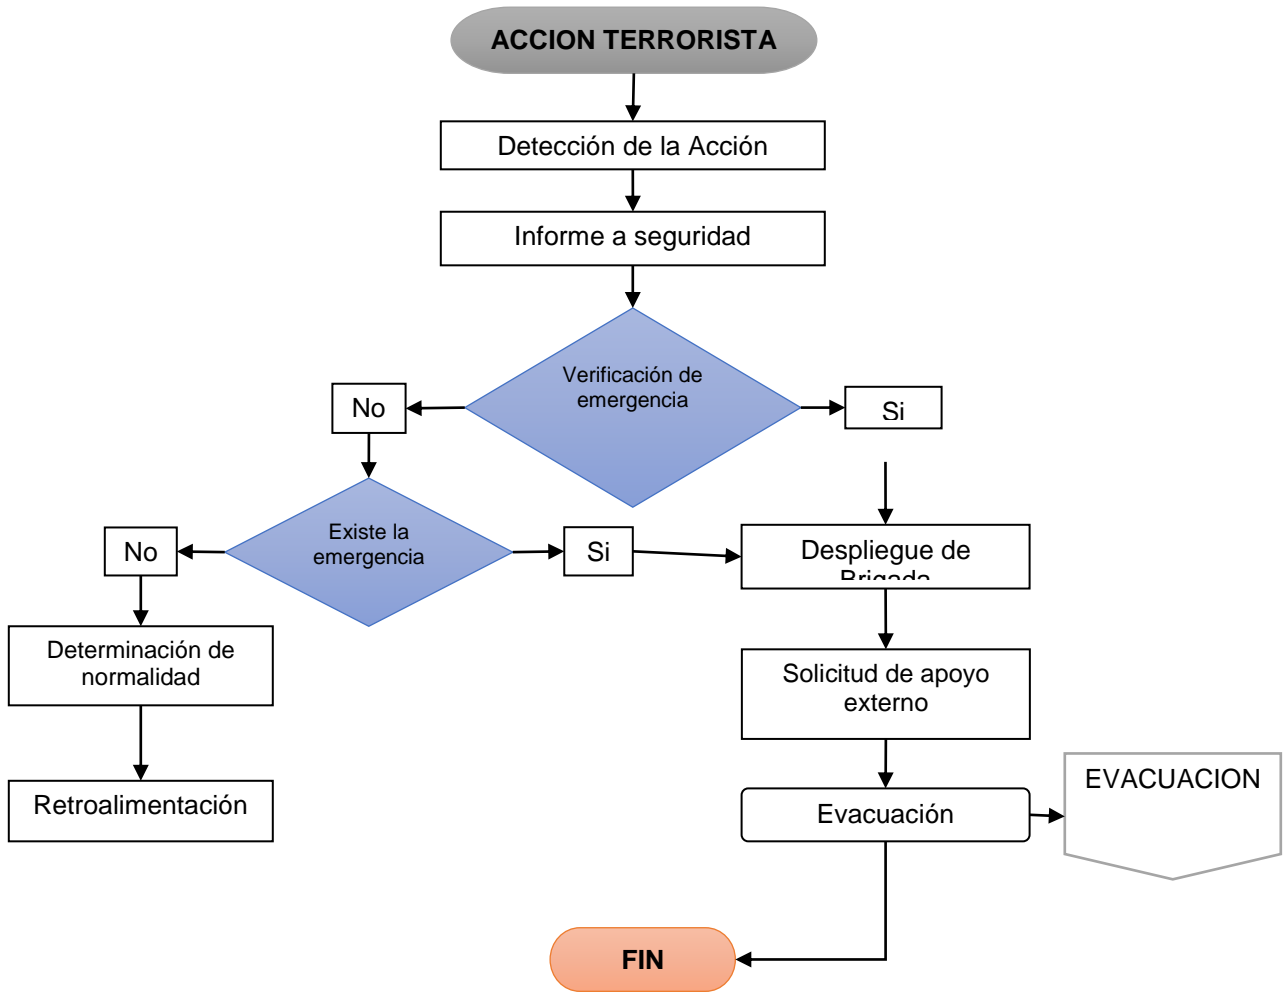 ACCION TERRORISTA
Detección de la Acción
Informe a seguridad
Verificación de
emergencia
No
Si
Existe la
emergencia
No
Si
Despliegue de
Brigada
Determinación de
normalidad
Solicitud de apoyo
externo
Retroalimentación
Evacuación
EVACUACION
FIN